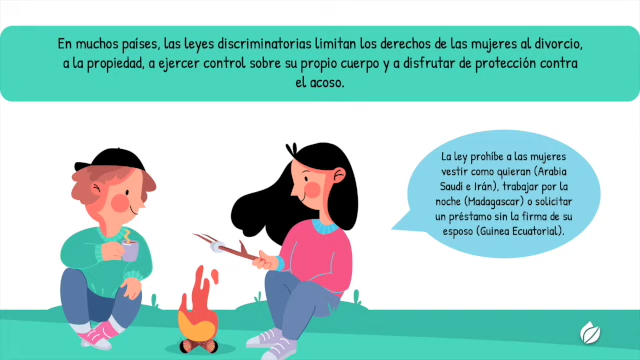 En muchos países, las leyes discriminatorias limitan los derechos de las mujeres al divorcio,
a la propiedad, a ejercer control sobre su propio cuerpo y a disfrutar de protección contra
el acoso.
La ley prohíbe a las mujeres
vestir como quieran (Arabia
Saudí e Irán), trabajar por la
noche (Madagascar) o solicitar
un préstamo sin la firma de su
esposo (Guinea Ecuatorial).